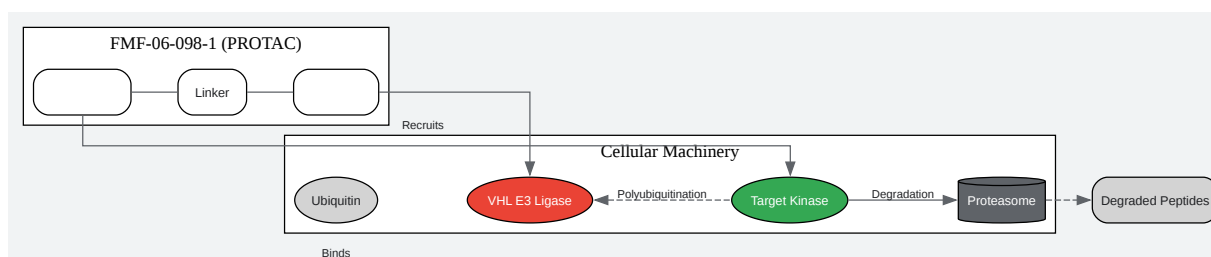 FMF-06-098-1 (PROTAC)
Linker
Recruits
Cellular Machinery
Ubiquitin
VHL E3 Ligase
Polyubiquitination
Target Kinase
Degradation
Proteasome
Degraded Peptides
Binds